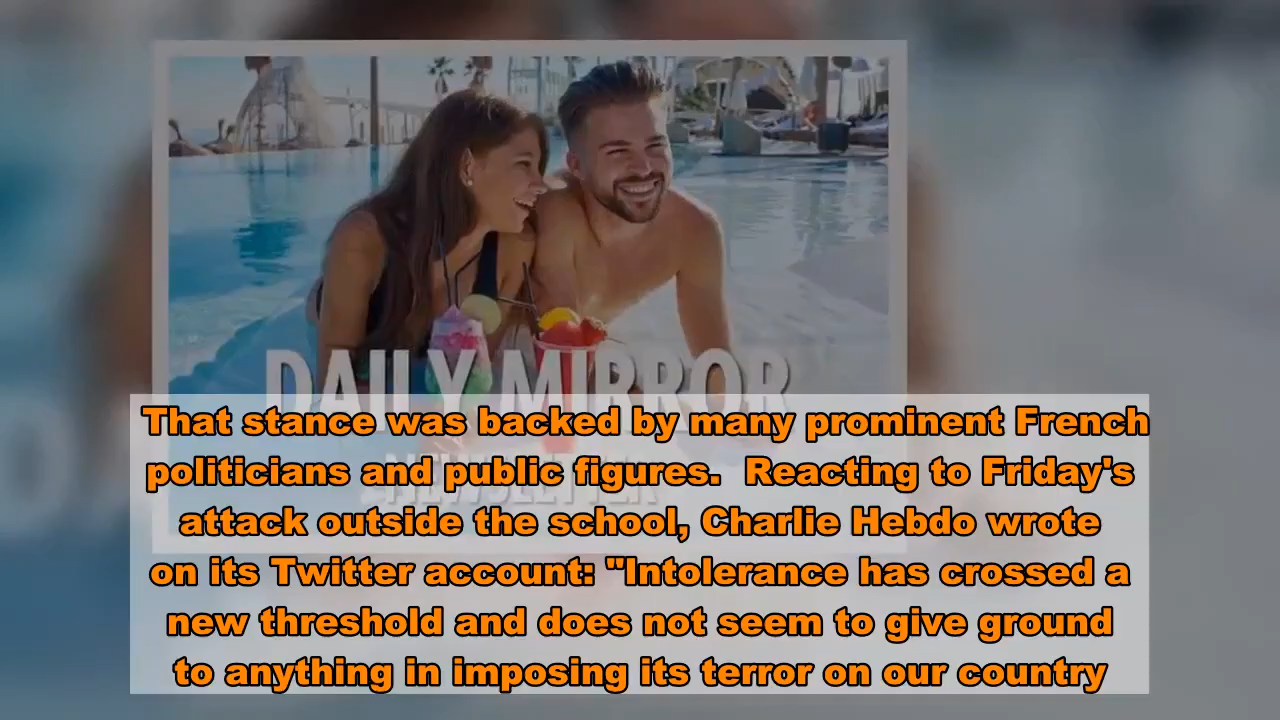 DAILY MIRROR
NEWSLETTER
That stance was backed by many prominent French
politicians and public figures.  Reacting to Friday's
attack outside the school, Charlie Hebdo wrote
on its Twitter account: "Intolerance has crossed a
new threshold and does not seem to give ground
to anything in imposing its terror on our country